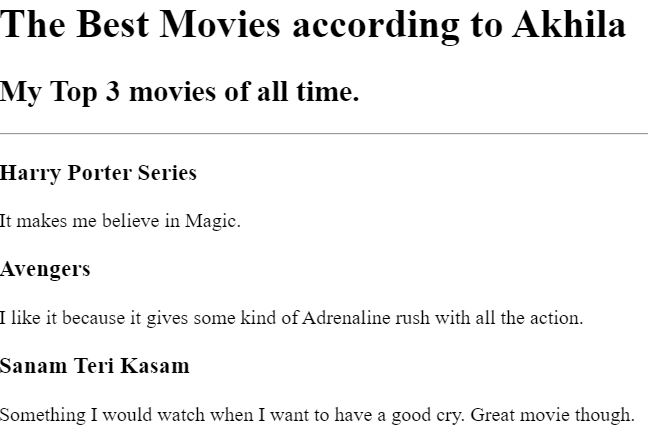 The Best Movies according to Akhila
My Top 3 movies of all time.
Harry Porter Series
It makes me believe in Magic.
Avengers
I like it because it gives some kind of Adrenaline rush with all the action.
Sanam Teri Kasam
Something I would watch when I want to have a good cry. Great movie though.